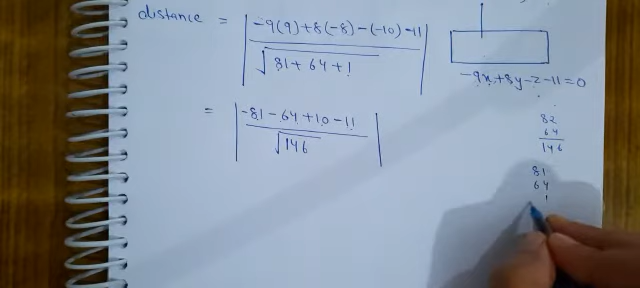 distance = | -9(9)+8(-8)-(-10)-11 / √81+64+1 |
-9x+8y-z-11=0
= | -81-64+10-11 / √146 |
82
64
146
81
64
1